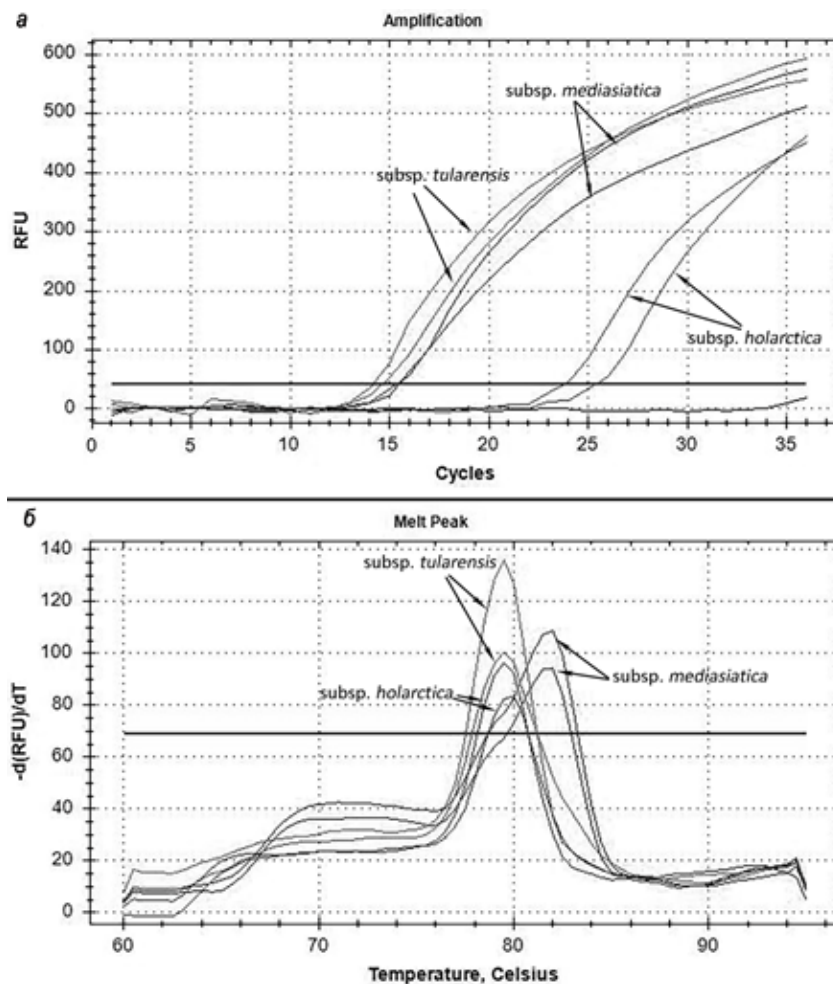 а
Amplification
600
500
400
300
200
100
0
RFU
subsp. mediasiatica
subsp. tularensis
subsp. holarctica
0 5 10 15 20 25 30 35
Cycles
б
Melt Peak
140
120
100
80
60
40
20
0
-d(RFU)/dT
subsp. tularensis
subsp. holarctica
subsp. mediasiatica
60 70 80 90
Temperature, Celsius